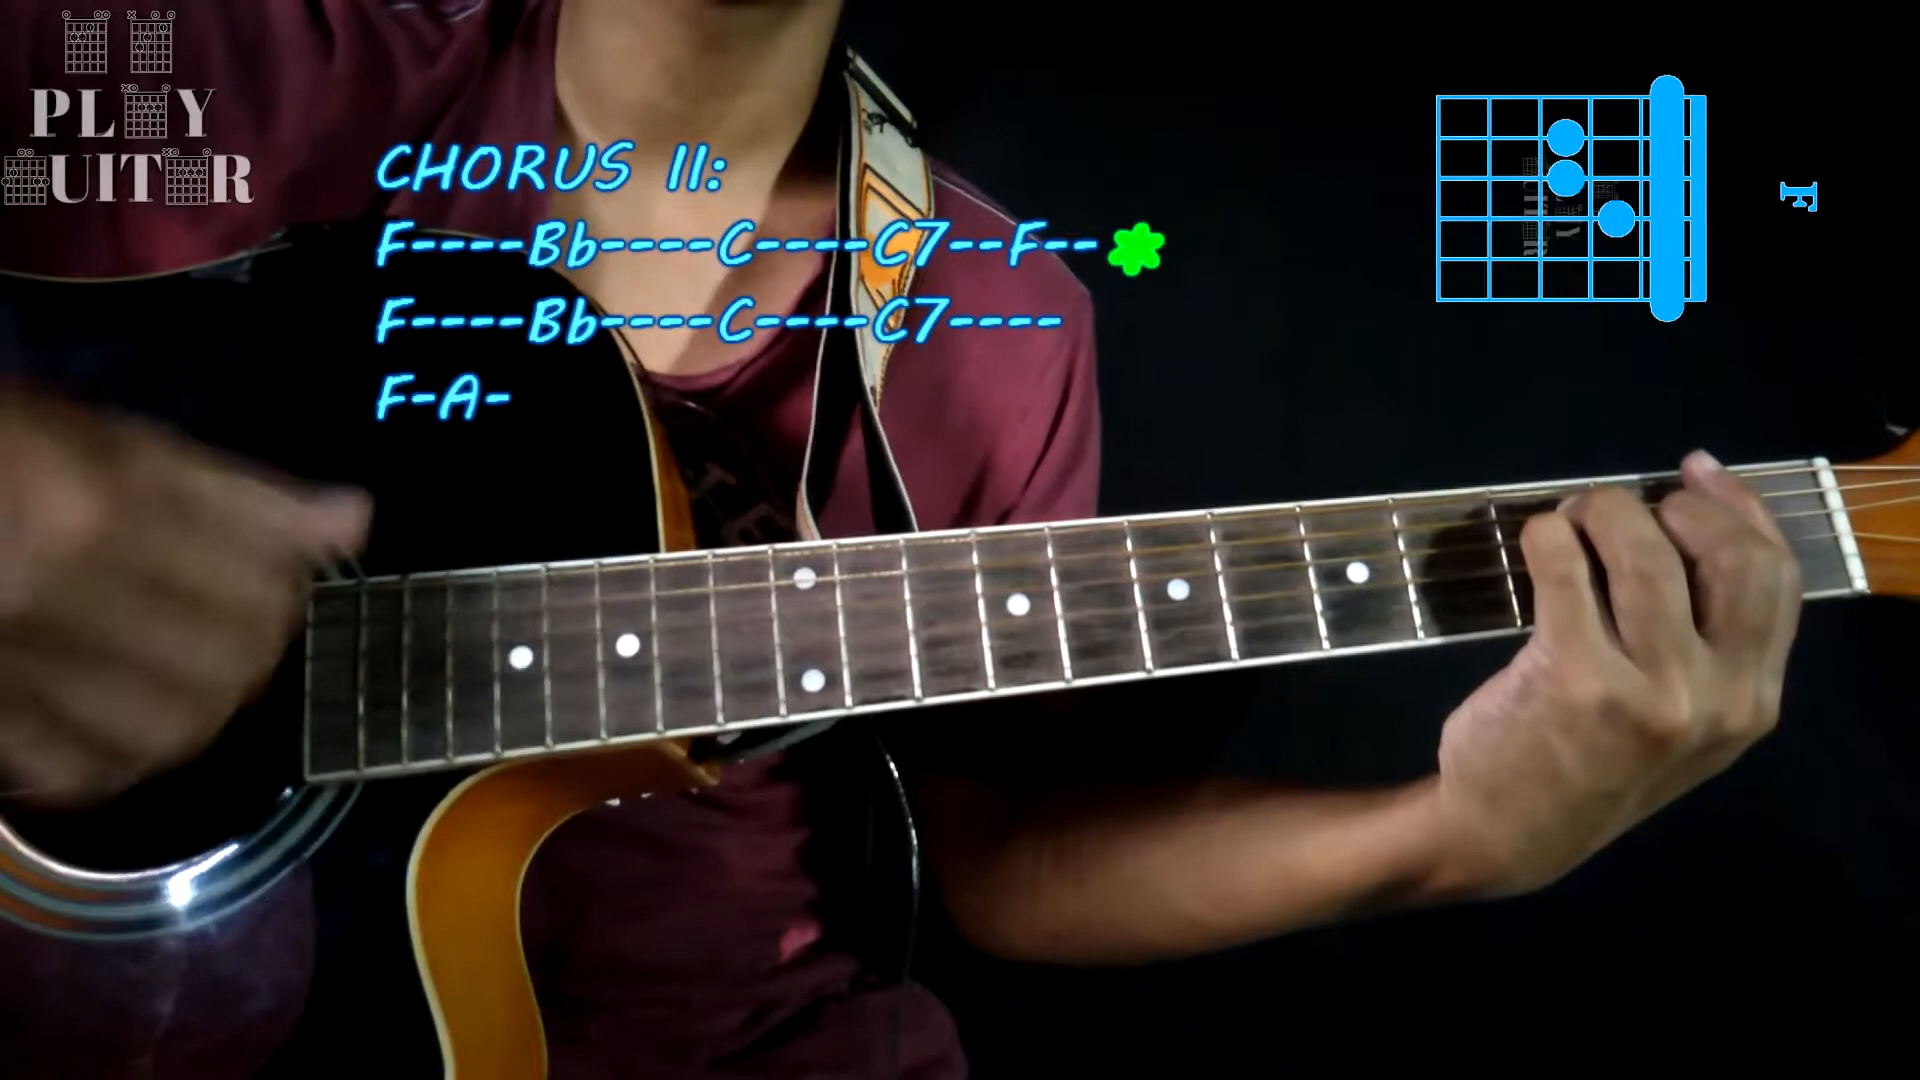 PLAY
GUITAR
CHORUS II:
F----Bb----C----C7--F--
F----Bb----C----C7----
F-A-
F